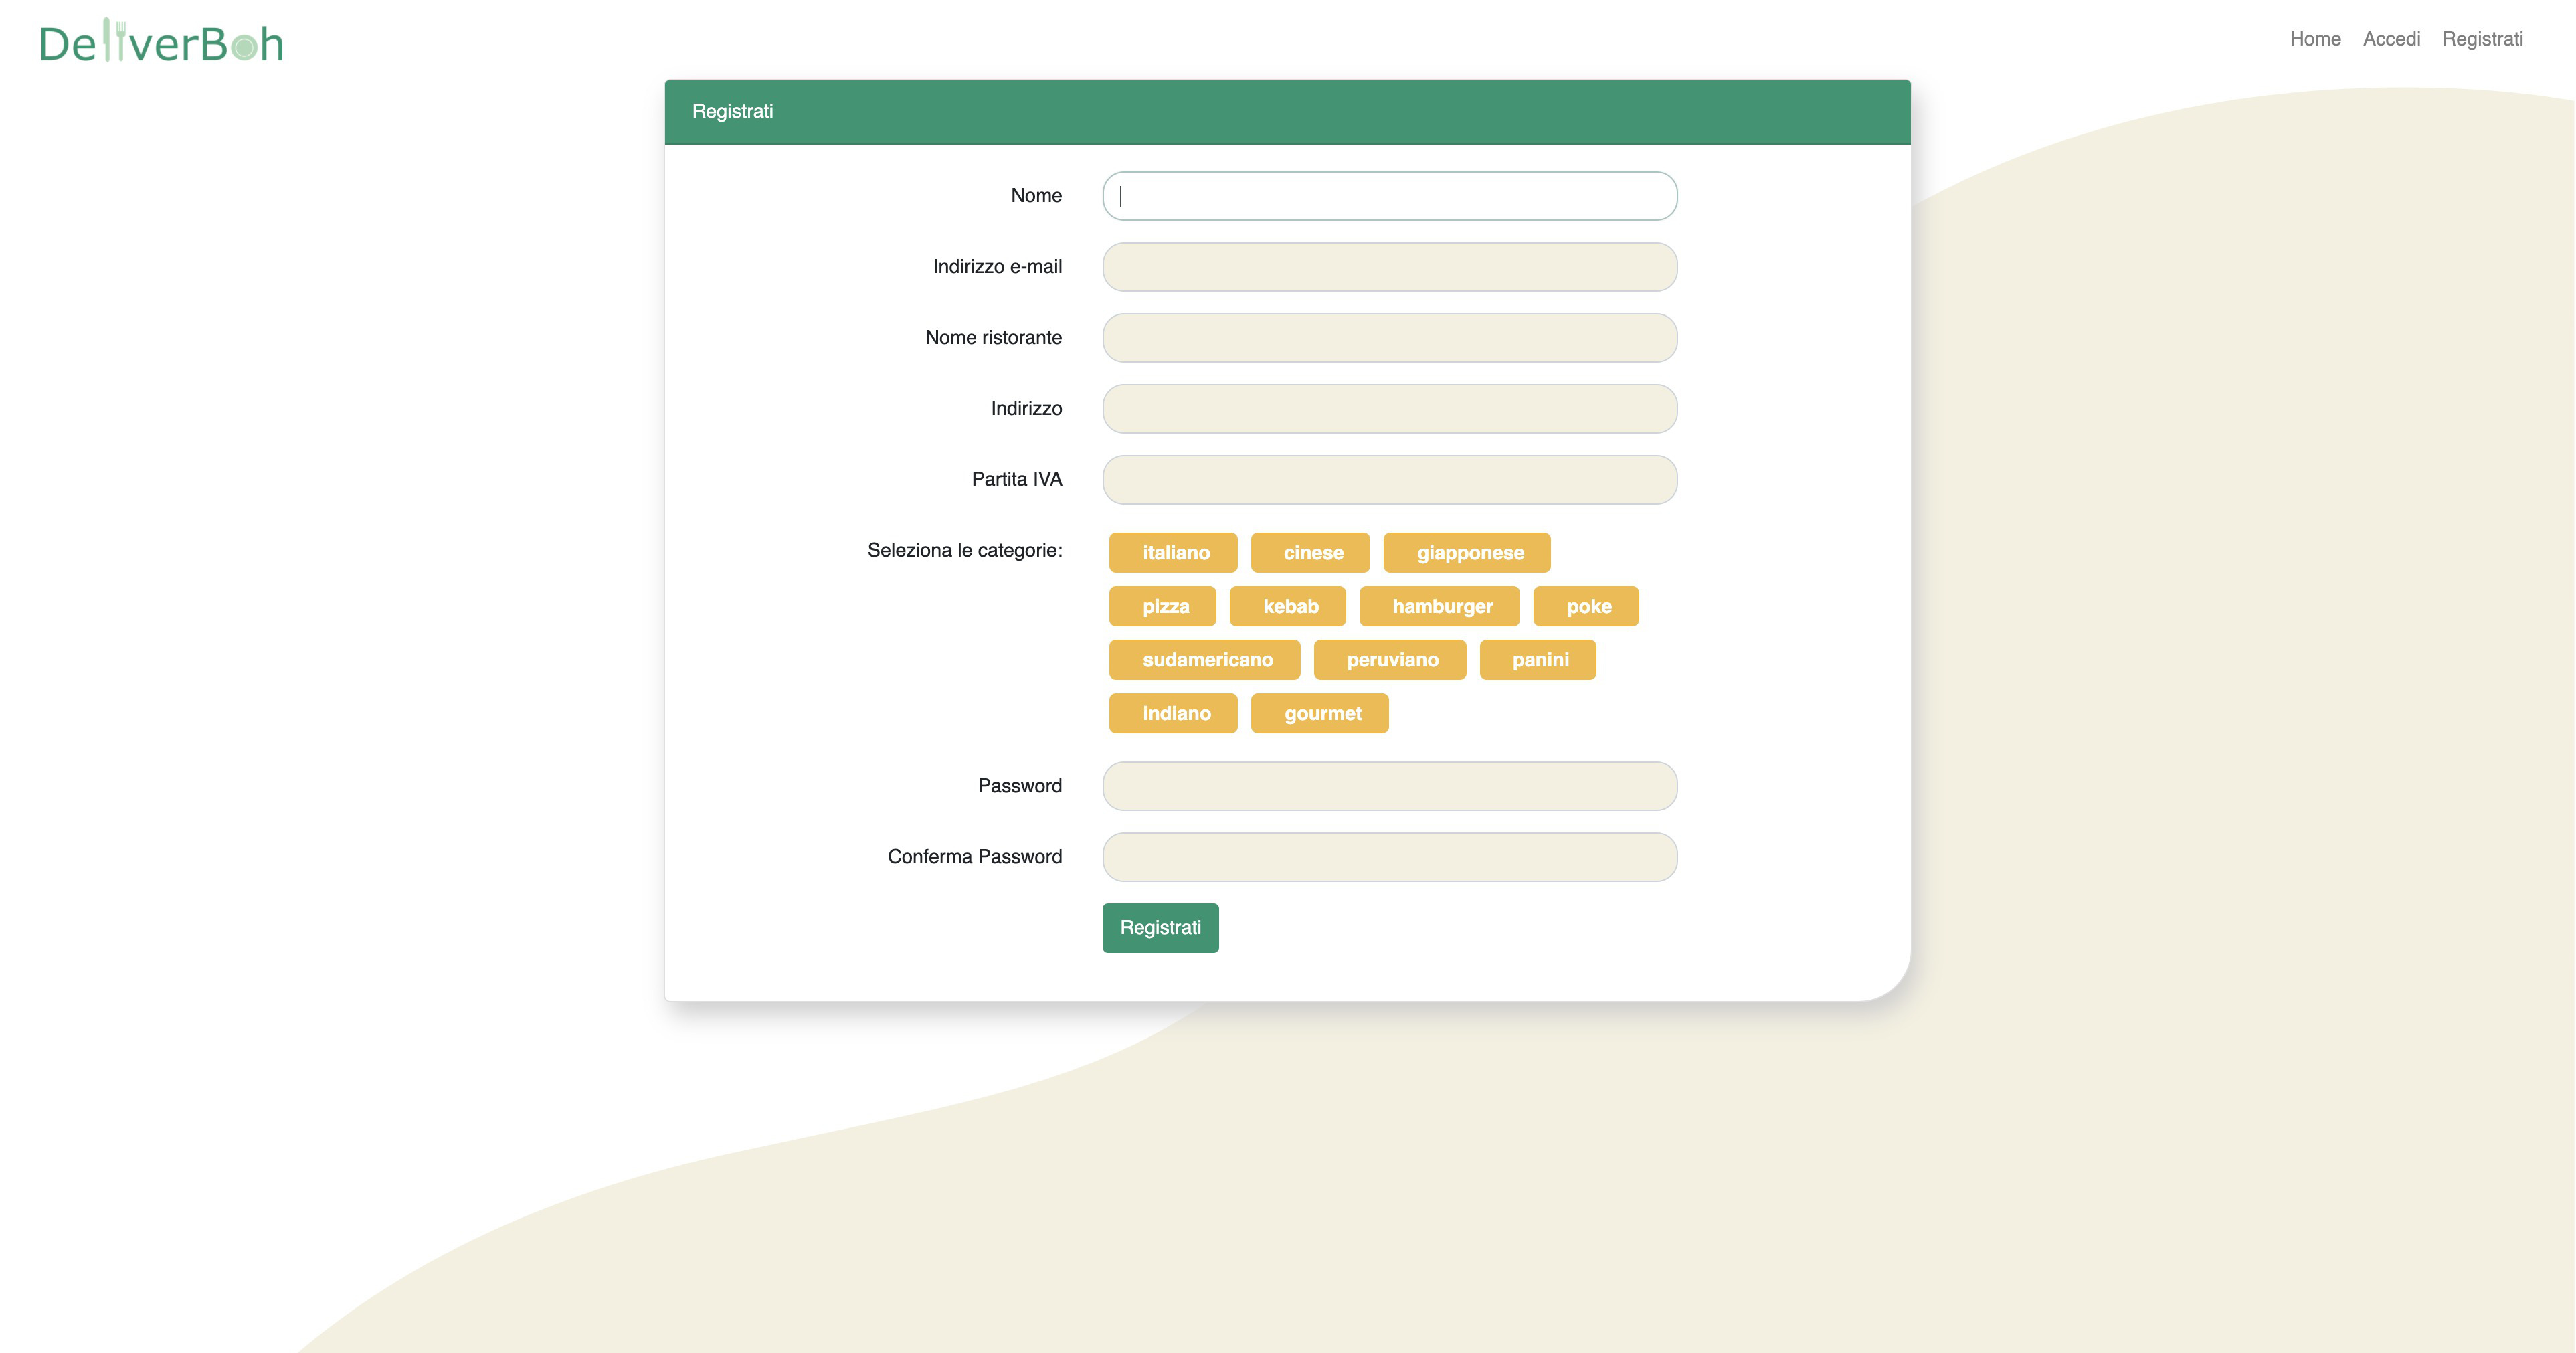 DeliverBoh
Home Accedi Registrati
Registrati
Nome
Indirizzo e-mail
Nome ristorante
Indirizzo
Partita IVA
Seleziona le categorie:
italiano cinese giapponese
pizza kebab hamburger poke
sudamericano peruviano panini
indiano gourmet
Password
Conferma Password
Registrati